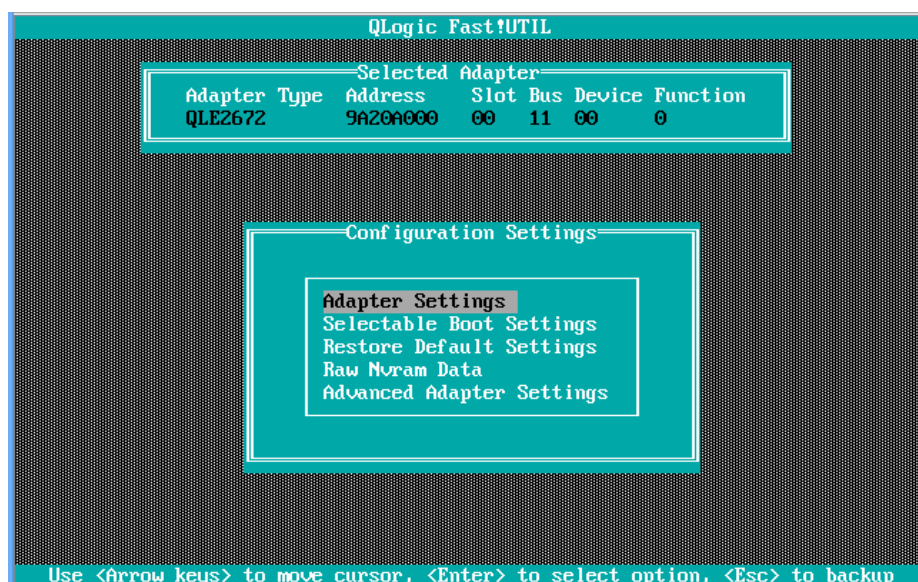 QLogic Fast!UTIL
Selected Adapter
Adapter Type Address Slot Bus Device Function
QLE2672 9A20A000 00 11 00 0
Configuration Settings
Adapter Settings
Selectable Boot Settings
Restore Default Settings
Raw Nvram Data
Advanced Adapter Settings
Use <Arrow keys> to move cursor, <Enter> to select option, <Esc> to backup